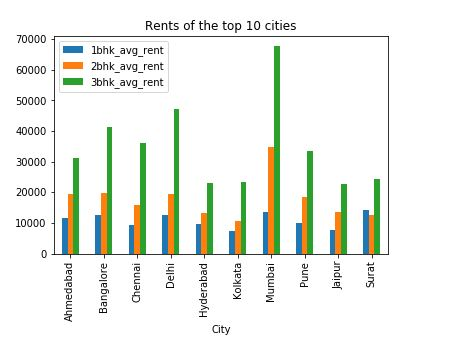 Rents of the top 10 cities
70000
60000
50000
40000
30000
20000
10000
0
1bhk_avg_rent
2bhk_avg_rent
3bhk_avg_rent
Ahmedabad
Bangalore
Chennai
Delhi
Hyderabad
Kolkata
Mumbai
Pune
Jaipur
Surat
City